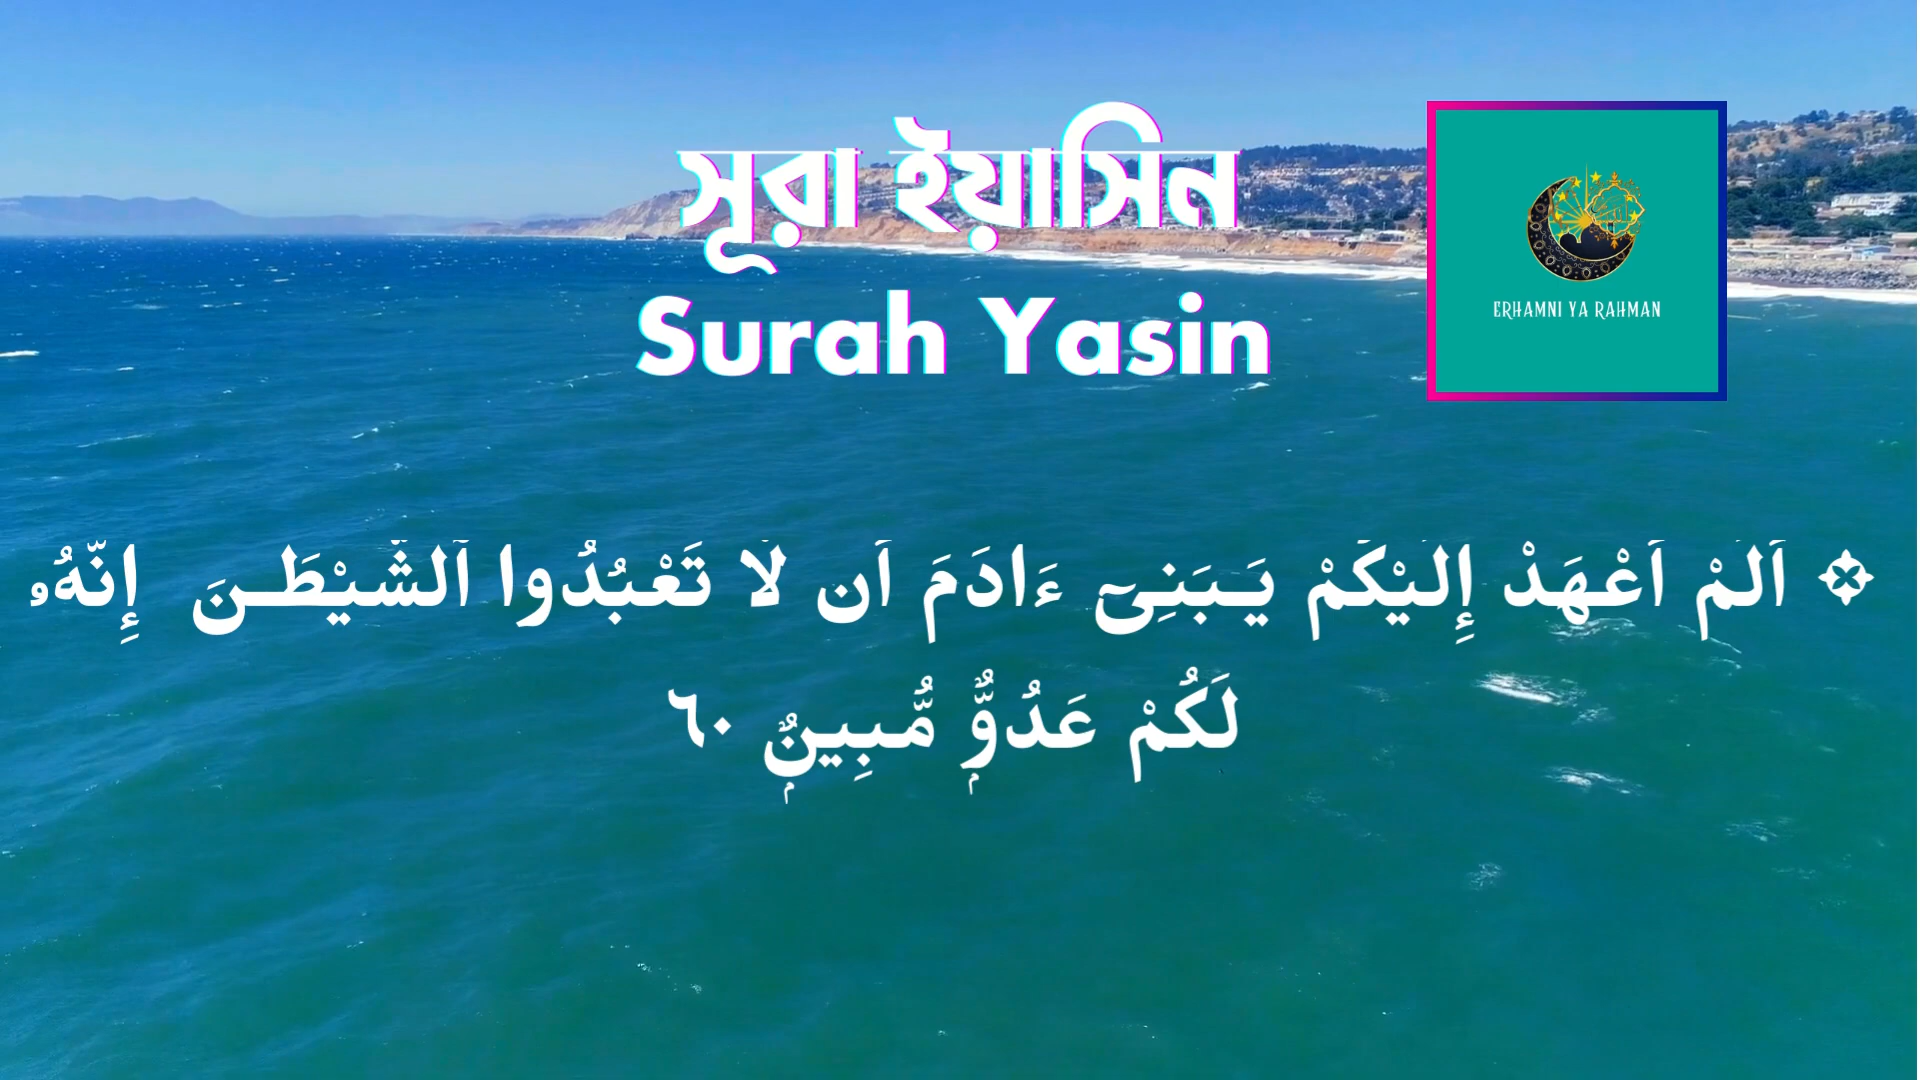 সূরা ইয়াসিন
Surah Yasin
ERHAMNI YA RAHMAN
۞ أَلَمْ أَعْهَدْ إِلَيْكُمْ يَـٰبَنِىٓ ءَادَمَ أَن لَّا تَعْبُدُوا۟ ٱلشَّيْطَـٰنَ ۖ إِنَّهُۥ
لَكُمْ عَدُوٌّۭ مُّبِينٌۭ ٦٠